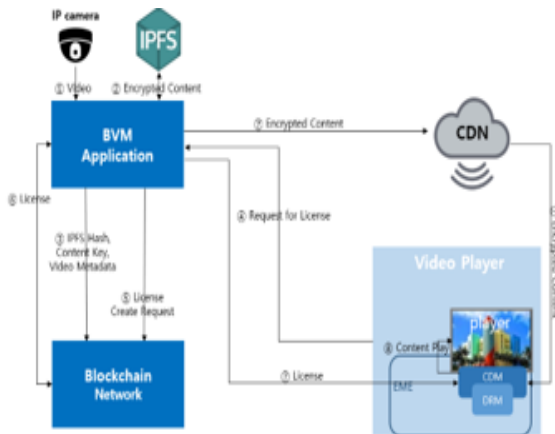 IP camera
IPFS
① Video
② Encrypted Content
BVM
Application
⑦ Encrypted Content
CDN
⑥ License
④ Request for License
③ IPFS Hash,
Content Key,
Video Metadata
⑤ License
Create Request
Video Player
player
⑧ Content Play
CDM
EME
DRM
⑦ License
Blockchain
Network